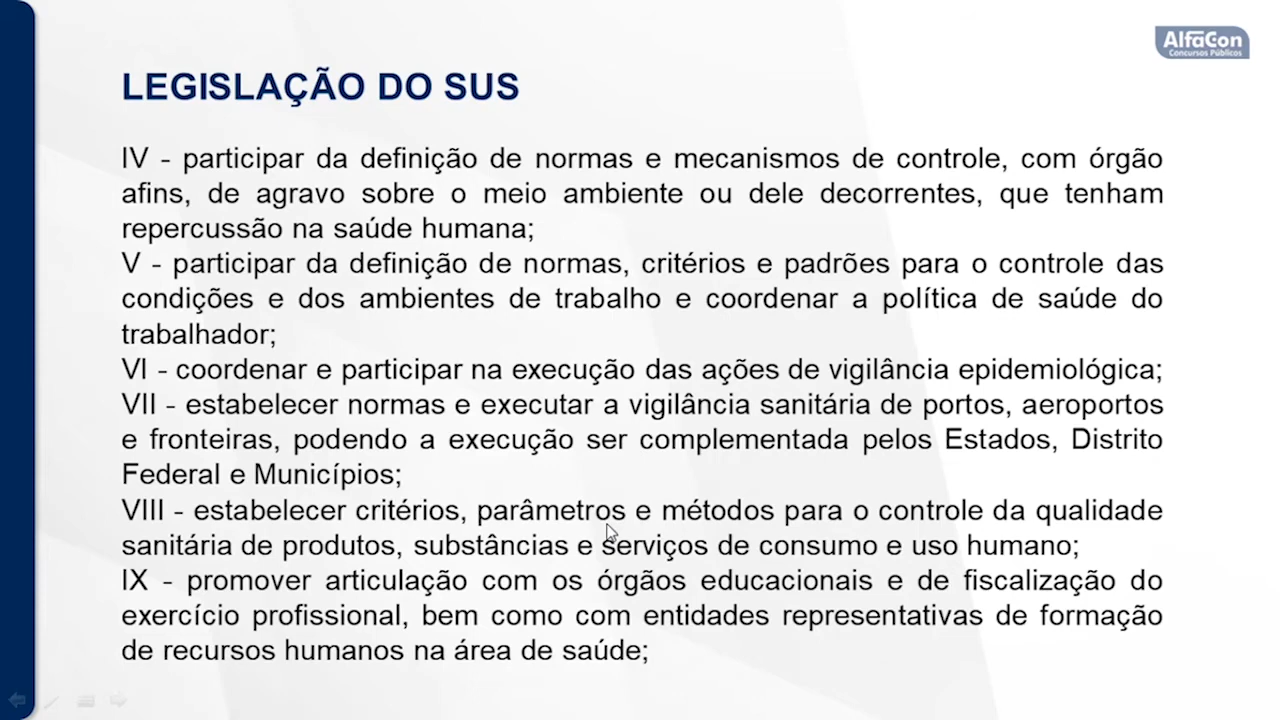 AlfaCon
Concursos Públicos
LEGISLAÇÃO DO SUS
IV - participar da definição de normas e mecanismos de controle, com órgão
afins, de agravo sobre o meio ambiente ou dele decorrentes, que tenham
repercussão na saúde humana;
V - participar da definição de normas, critérios e padrões para o controle das
condições e dos ambientes de trabalho e coordenar a política de saúde do
trabalhador;
VI - coordenar e participar na execução das ações de vigilância epidemiológica;
VII - estabelecer normas e executar a vigilância sanitária de portos, aeroportos
e fronteiras, podendo a execução ser complementada pelos Estados, Distrito
Federal e Municípios;
VIII - estabelecer critérios, parâmetros e métodos para o controle da qualidade
sanitária de produtos, substâncias e serviços de consumo e uso humano;
IX - promover articulação com os órgãos educacionais e de fiscalização do
exercício profissional, bem como com entidades representativas de formação
de recursos humanos na área de saúde;